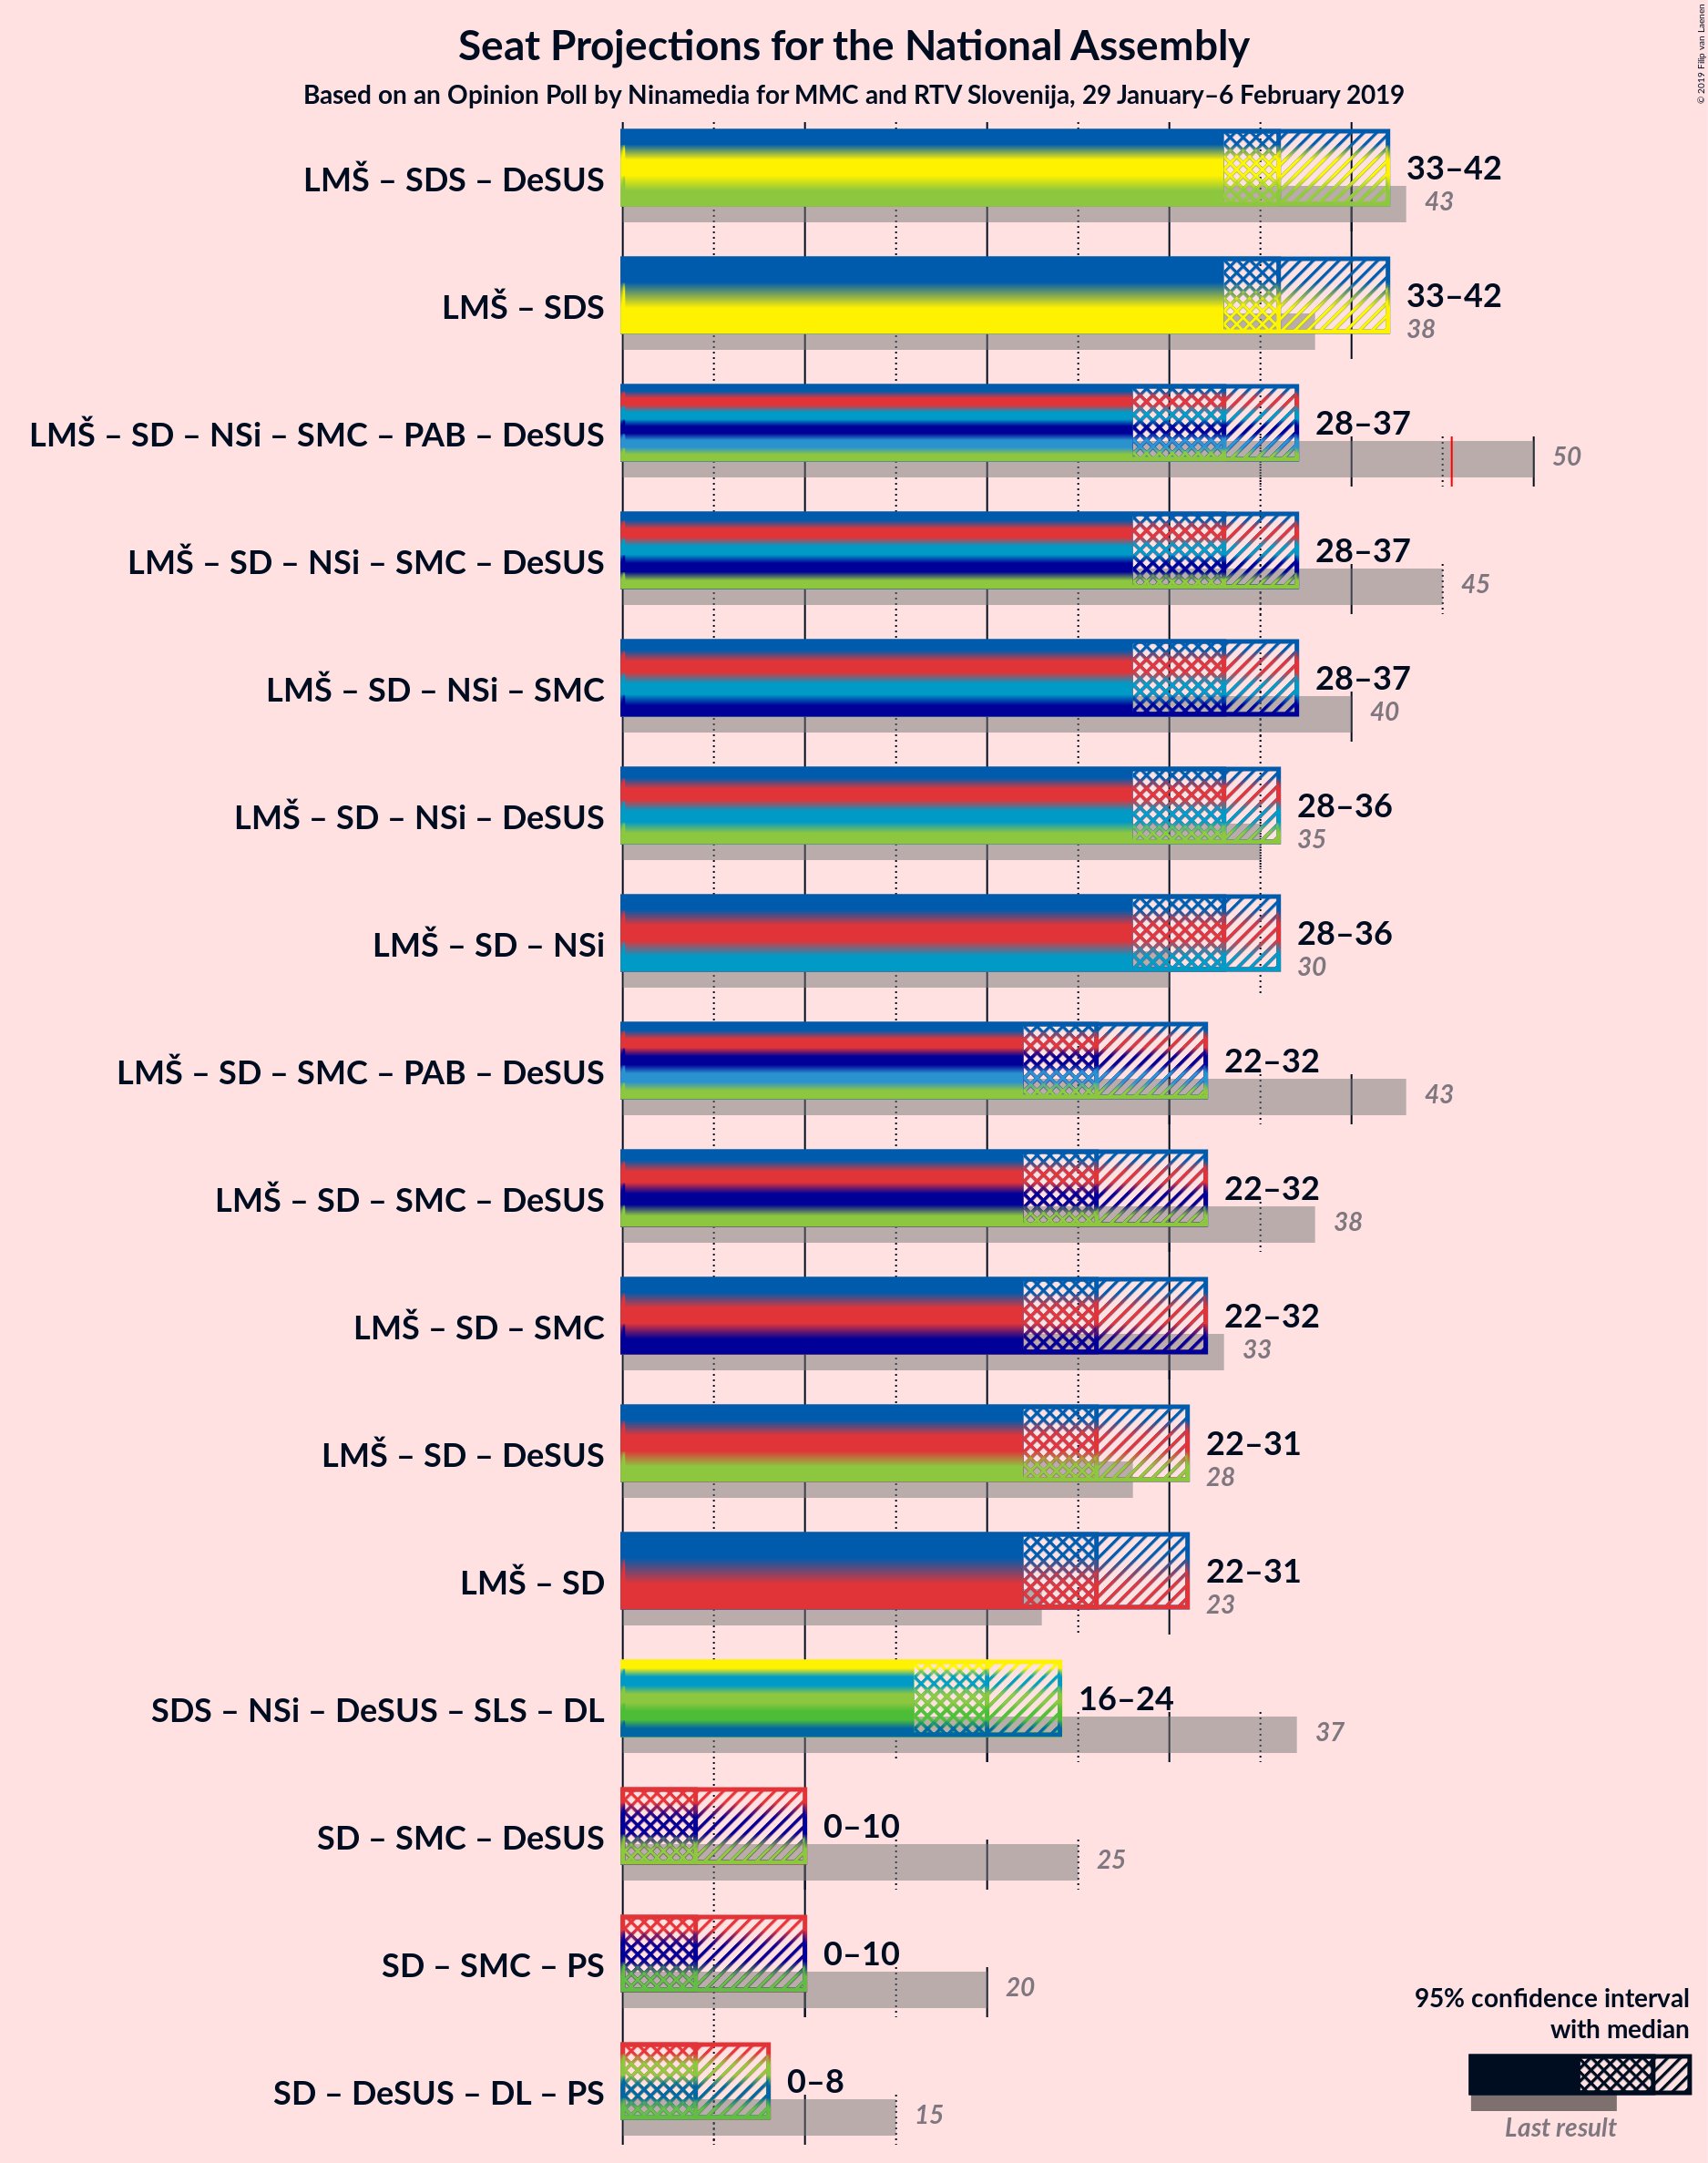 Seat Projections for the National Assembly
Based on an Opinion Poll by Ninamedia for MMC and RTV Slovenija, 29 January–6 February 2019
© 2019 Filip van Laenen
LMŠ – SDS – DeSUS
33–42
43
LMŠ – SDS
33–42
38
LMŠ – SD – NSi – SMC – PAB – DeSUS
28–37
50
LMŠ – SD – NSi – SMC – DeSUS
28–37
45
LMŠ – SD – NSi – SMC
28–37
40
LMŠ – SD – NSi – DeSUS
28–36
35
LMŠ – SD – NSi
28–36
30
LMŠ – SD – SMC – PAB – DeSUS
22–32
43
LMŠ – SD – SMC – DeSUS
22–32
38
LMŠ – SD – SMC
22–32
33
LMŠ – SD – DeSUS
22–31
28
LMŠ – SD
22–31
23
SDS – NSi – DeSUS – SLS – DL
16–24
37
SD – SMC – DeSUS
0–10
25
SD – SMC – PS
0–10
20
SD – DeSUS – DL – PS
0–8
15
95% confidence interval
with median
Last result